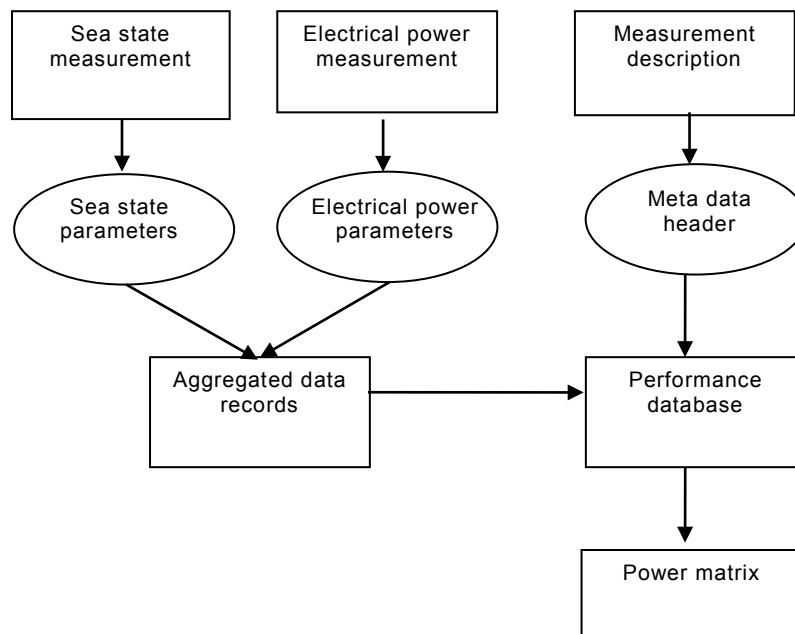 Sea state
measurement
Electrical power
measurement
Measurement
description
Sea state
parameters
Electrical power
parameters
Meta data
header
Aggregated data
records
Performance
database
Power matrix